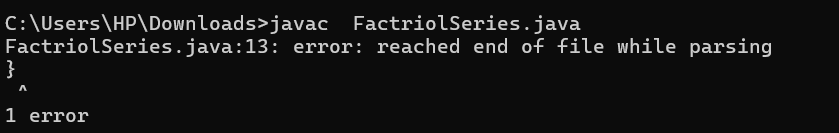 C:\Users\HP\Downloads>javac  FactriolSeries.java
FactriolSeries.java:13: error: reached end of file while parsing
}
 ^
1 error